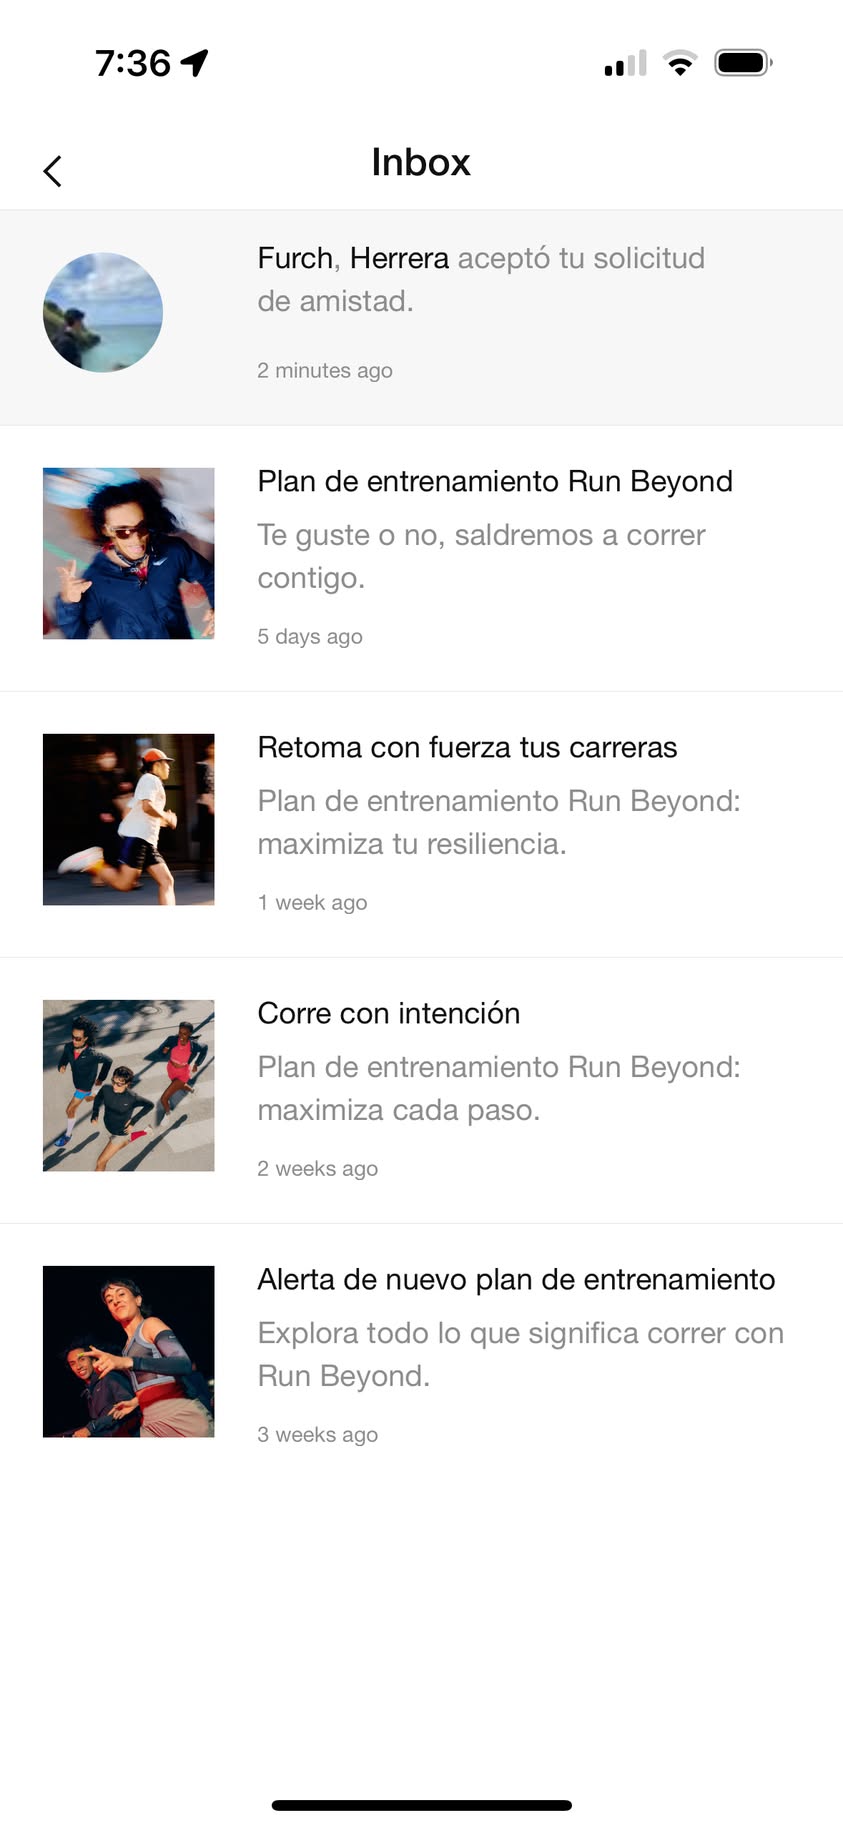 7:36
Inbox
Furch, Herrera aceptó tu solicitud
de amistad.
2 minutes ago
Plan de entrenamiento Run Beyond
Te guste o no, saldremos a correr
contigo.
5 days ago
Retoma con fuerza tus carreras
Plan de entrenamiento Run Beyond:
maximiza tu resiliencia.
1 week ago
Corre con intención
Plan de entrenamiento Run Beyond:
maximiza cada paso.
2 weeks ago
Alerta de nuevo plan de entrenamiento
Explora todo lo que significa correr con
Run Beyond.
3 weeks ago